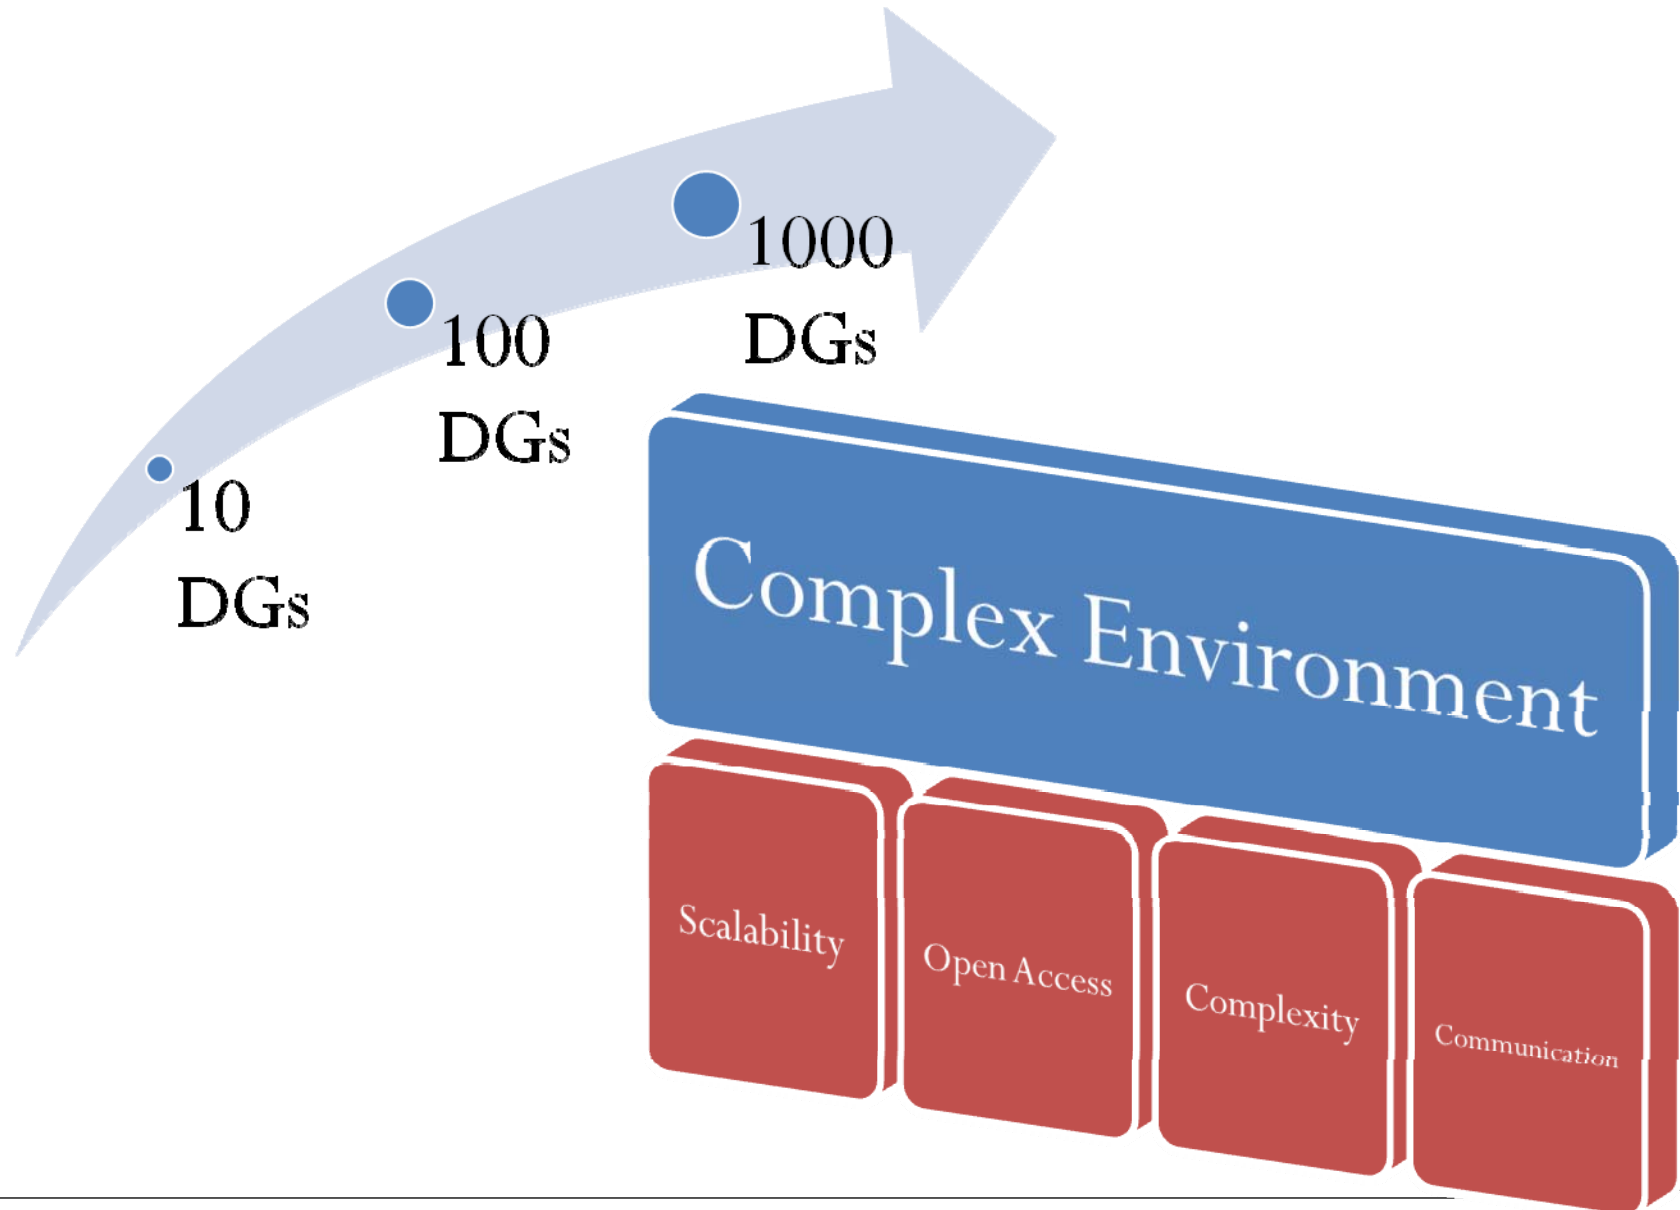 1000
DGs
100
DGs
10
DGs
Complex Environment
Scalability
Open Access
Complexity
Communication